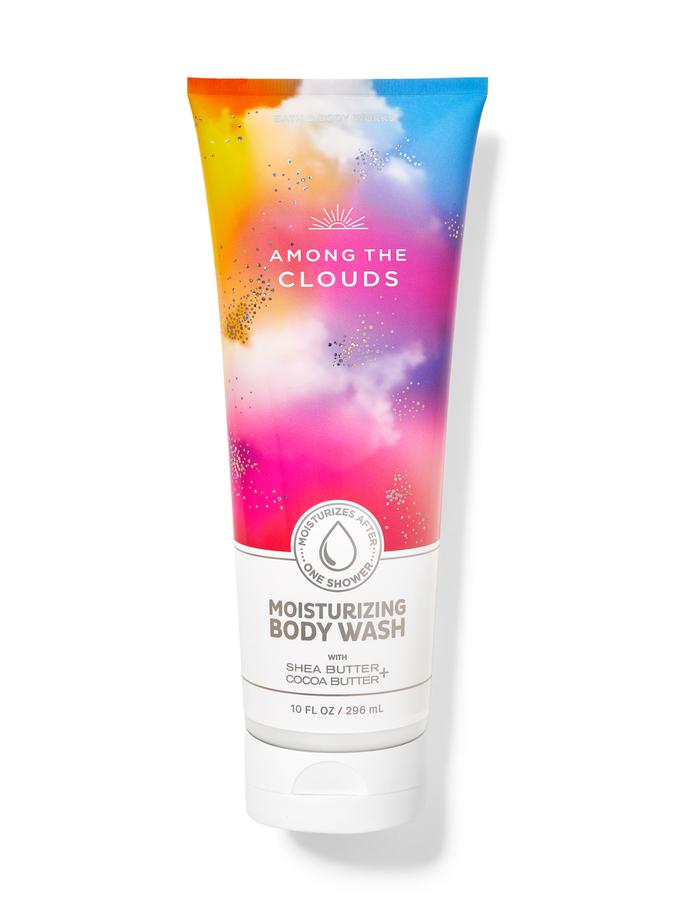 BATH & BODY WORKS
AMONG THE
CLOUDS
MOISTURIZES AFTER
ONE SHOWER
MOISTURIZING
BODY WASH
WITH
SHEA BUTTER +
COCOA BUTTER
10 FL OZ / 296 mL